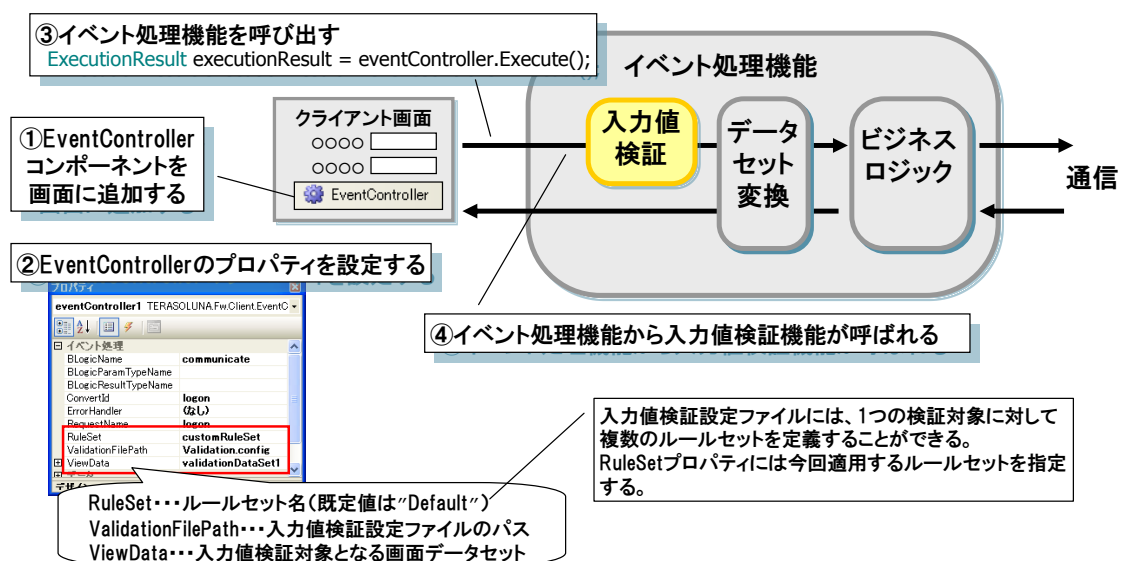 ③イベント処理機能を呼び出す
ExecutionResult executionResult = eventController.Execute();
イベント処理機能
クライアント画面
○○○○
○○○○
EventController
①EventController
コンポーネントを
画面に追加する
入力値
検証
データ
セット
変換
ビジネス
ロジック
通信
②EventControllerのプロパティを設定する
プロパティ
eventController1 TERASOLUNA.Fw.Client.EventC
イベント処理
BLogicName communicate
BLogicParamTypeName
BLogicResultTypeName
ConvertId logon
ErrorHandler (なし)
RequestName logon
RuleSet customRuleSet
ValidationFilePath Validation.config
ViewData validationDataSet1
④イベント処理機能から入力値検証機能が呼ばれる
入力値検証設定ファイルには、1つの検証対象に対して
複数のルールセットを定義することができる。
RuleSetプロパティには今回適用するルールセットを指定
する。
RuleSet・・・ルールセット名(既定値は"Default")
ValidationFilePath・・・入力値検証設定ファイルのパス
ViewData・・・入力値検証対象となる画面データセット